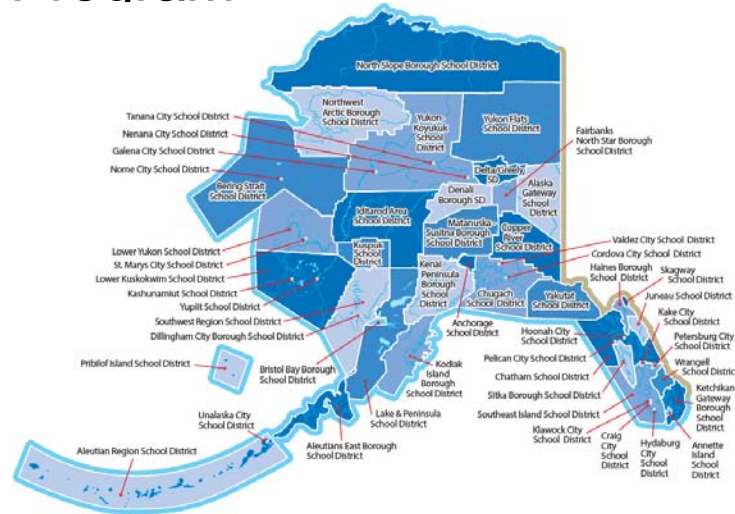 North Slope Borough School District
Northwest
Arctic Borough
School District
Yukon-
Koyukuk
School
District
Yukon Flats
School District
Tanana City School District
Nenana City School District
Galena City School District
Nome City School District
Bering Strait
School District
Fairbanks
North Star Borough
School District
Delta/Greely
SD
Denali
Borough SD
Alaska
Gateway
School
District
Iditarod Area
School District
Matanuska
Susitna Borough
School District
Copper
River
School District
Kuspuk
School
District
Lower Yukon School District
St. Marys City School District
Lower Kuskokwim School District
Kashunamiut School District
Yupiit School District
Southwest Region School District
Dillingham City Borough School District
Kenai
Peninsula
Borough
School
District
Chugach
School District
Valdez City School District
Cordova City School District
Haines Borough
School District
Skagway
School District
Juneau School District
Yakutat
School District
Kake City
School District
Anchorage
School District
Hoonah City
School District
Petersburg City
School District
Pribilof Island School District
Bristol Bay Borough
School District
Kodiak
Island
Borough
School District
Pelican City School District
Chatham School District
Wrangell
School District
Sitka Borough School District
Ketchikan
Gateway
Borough
School
District
Southeast Island School District
Unalaska City
School District
Lake & Peninsula
School District
Klawock City
School District
Aleutians East Borough
School District
Craig
City
School
District
Hydaburg
City
School
District
Annette
Island
School
District
Aleutian Region School District